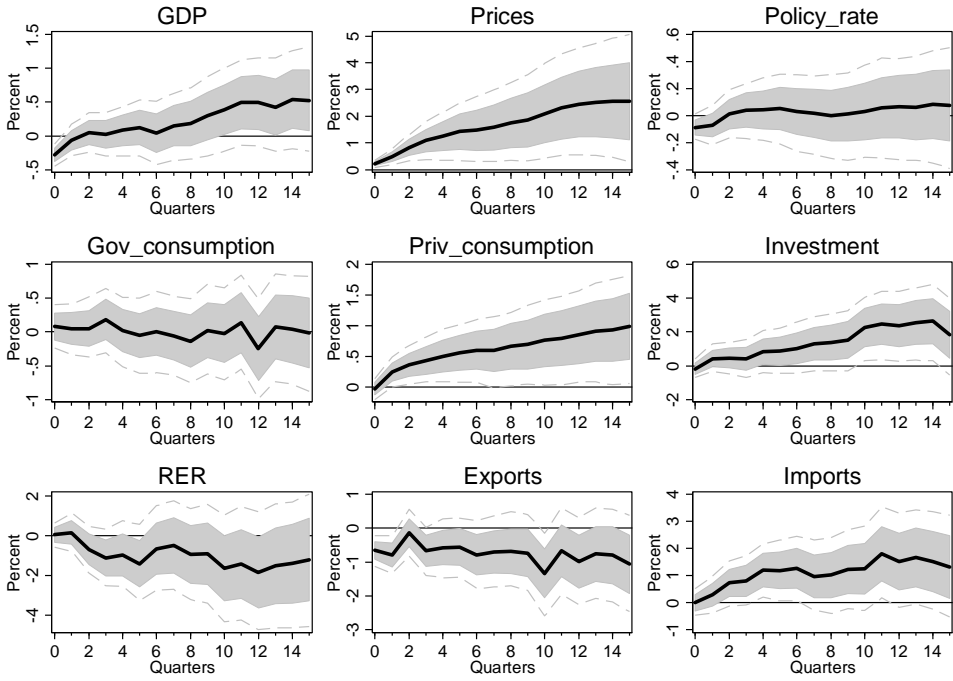 GDP
Percent
-.5 0 .5 1 1.5
0 2 4 6 8 10 12 14
Quarters
Prices
Percent
0 1 2 3 4 5
0 2 4 6 8 10 12 14
Quarters
Policy_rate
Percent
-.4 -.2 .0 .2 .4 .6
0 2 4 6 8 10 12 14
Quarters
Gov_consumption
Percent
-1 -.5 0 .5 1
0 2 4 6 8 10 12 14
Quarters
Priv_consumption
Percent
0 .5 1 1.5 2
0 2 4 6 8 10 12 14
Quarters
Investment
Percent
-2 0 2 4 6
0 2 4 6 8 10 12 14
Quarters
RER
Percent
-4 -2 0 2
0 2 4 6 8 10 12 14
Quarters
Exports
Percent
-3 -2 -1 0 1
0 2 4 6 8 10 12 14
Quarters
Imports
Percent
-1 0 1 2 3 4
0 2 4 6 8 10 12 14
Quarters